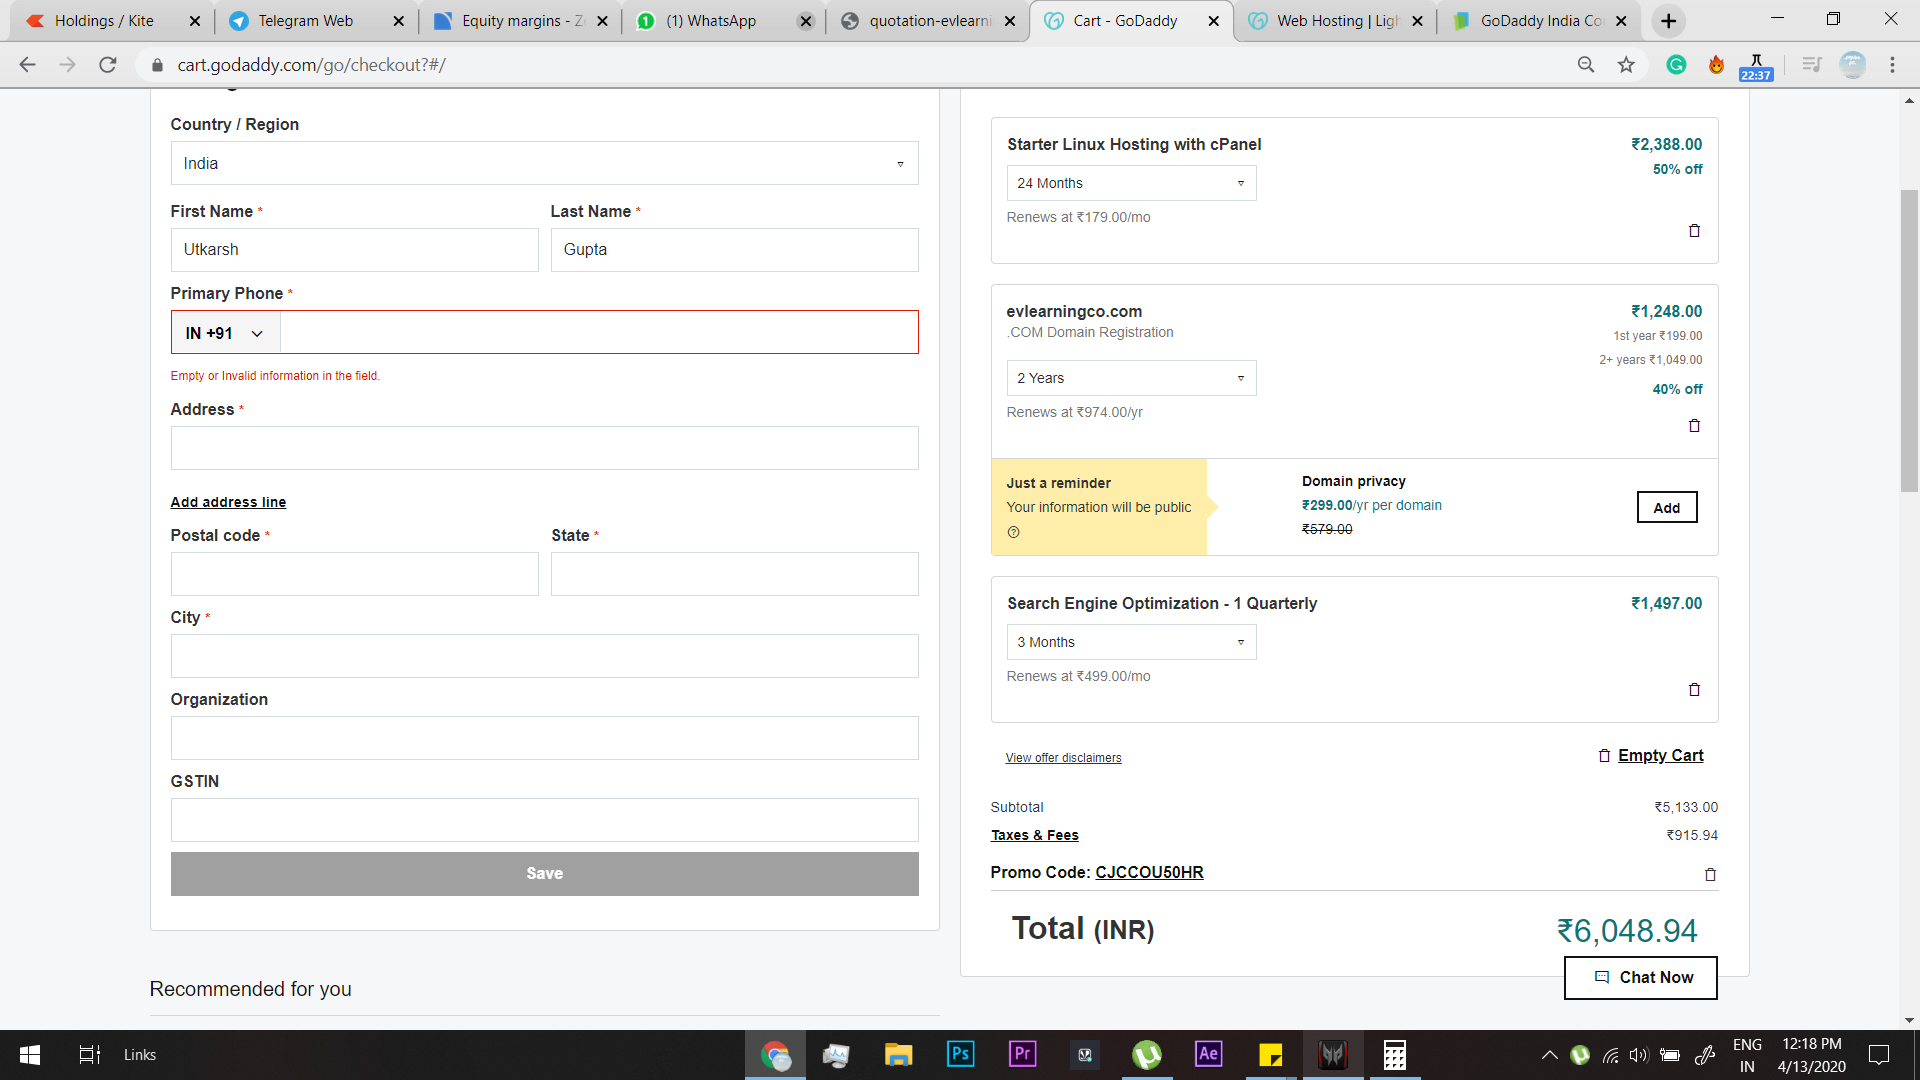 Holdings / Kite
Telegram Web
Equity margins - Z
(1) WhatsApp
quotation-evlearni
Cart - GoDaddy
Web Hosting | Ligh
GoDaddy India Co
cart.godaddy.com/go/checkout?#/
22:37
Country / Region
India
First Name *
Last Name *
Utkarsh
Gupta
Primary Phone *
IN +91
Empty or Invalid information in the field.
Address *
Add address line
Postal code *
State *
City *
Organization
GSTIN
Save
Recommended for you
Starter Linux Hosting with cPanel
₹2,388.00
50% off
24 Months
Renews at ₹179.00/mo
evlearningco.com
₹1,248.00
.COM Domain Registration
1st year ₹199.00
2+ years ₹1,049.00
2 Years
40% off
Renews at ₹974.00/yr
Just a reminder
Your information will be public
Domain privacy
₹299.00/yr per domain
₹579.00
Add
Search Engine Optimization - 1 Quarterly
₹1,497.00
3 Months
Renews at ₹499.00/mo
View offer disclaimers
Empty Cart
Subtotal
₹5,133.00
Taxes & Fees
₹915.94
Promo Code: CJCCOU50HR
Total (INR)
₹6,048.94
Chat Now
Links
Ps
Pr
Ae
ENG
IN
12:18 PM
4/13/2020